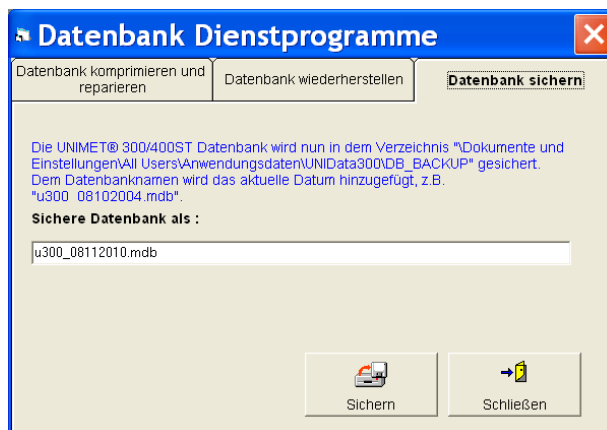 Datenbank Dienstprogramme
Datenbank komprimieren und
reparieren
Datenbank wiederherstellen
Datenbank sichern
Die UNIMET® 300/400ST Datenbank wird nun in dem Verzeichnis "\Dokumente und
Einstellungen\All Users\Anwendungsdaten\UNIData300\DB_BACKUP" gesichert.
Dem Datenbanknamen wird das aktuelle Datum hinzugefügt, z.B.
"u300 08102004.mdb".
Sichere Datenbank als :
u300_08112010.mdb
Sichern
Schließen